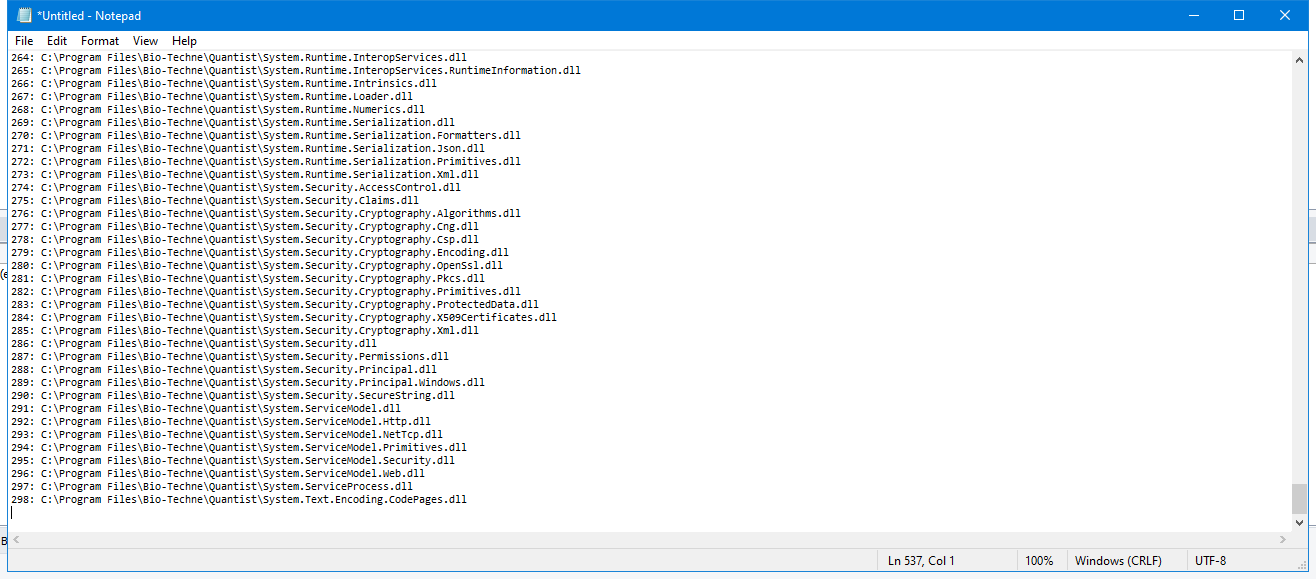 *Untitled - Notepad
File Edit Format View Help
264: C:\Program Files\Bio-Techne\Quantist\System.Runtime.InteropServices.dll
265: C:\Program Files\Bio-Techne\Quantist\System.Runtime.InteropServices.RuntimeInformation.dll
266: C:\Program Files\Bio-Techne\Quantist\System.Runtime.Intrinsics.dll
267: C:\Program Files\Bio-Techne\Quantist\System.Runtime.Loader.dll
268: C:\Program Files\Bio-Techne\Quantist\System.Runtime.Numerics.dll
269: C:\Program Files\Bio-Techne\Quantist\System.Runtime.Serialization.dll
270: C:\Program Files\Bio-Techne\Quantist\System.Runtime.Serialization.Formatters.dll
271: C:\Program Files\Bio-Techne\Quantist\System.Runtime.Serialization.Json.dll
272: C:\Program Files\Bio-Techne\Quantist\System.Runtime.Serialization.Primitives.dll
273: C:\Program Files\Bio-Techne\Quantist\System.Runtime.Serialization.Xml.dll
274: C:\Program Files\Bio-Techne\Quantist\System.Security.AccessControl.dll
275: C:\Program Files\Bio-Techne\Quantist\System.Security.Claims.dll
276: C:\Program Files\Bio-Techne\Quantist\System.Security.Cryptography.Algorithms.dll
277: C:\Program Files\Bio-Techne\Quantist\System.Security.Cryptography.Cng.dll
278: C:\Program Files\Bio-Techne\Quantist\System.Security.Cryptography.Csp.dll
279: C:\Program Files\Bio-Techne\Quantist\System.Security.Cryptography.Encoding.dll
280: C:\Program Files\Bio-Techne\Quantist\System.Security.Cryptography.OpenSsl.dll
281: C:\Program Files\Bio-Techne\Quantist\System.Security.Cryptography.Pkcs.dll
282: C:\Program Files\Bio-Techne\Quantist\System.Security.Cryptography.Primitives.dll
283: C:\Program Files\Bio-Techne\Quantist\System.Security.Cryptography.ProtectedData.dll
284: C:\Program Files\Bio-Techne\Quantist\System.Security.Cryptography.X509Certificates.dll
285: C:\Program Files\Bio-Techne\Quantist\System.Security.Cryptography.Xml.dll
286: C:\Program Files\Bio-Techne\Quantist\System.Security.dll
287: C:\Program Files\Bio-Techne\Quantist\System.Security.Permissions.dll
288: C:\Program Files\Bio-Techne\Quantist\System.Security.Principal.dll
289: C:\Program Files\Bio-Techne\Quantist\System.Security.Principal.Windows.dll
290: C:\Program Files\Bio-Techne\Quantist\System.Security.SecureString.dll
291: C:\Program Files\Bio-Techne\Quantist\System.ServiceModel.dll
292: C:\Program Files\Bio-Techne\Quantist\System.ServiceModel.Http.dll
293: C:\Program Files\Bio-Techne\Quantist\System.ServiceModel.NetTcp.dll
294: C:\Program Files\Bio-Techne\Quantist\System.ServiceModel.Primitives.dll
295: C:\Program Files\Bio-Techne\Quantist\System.ServiceModel.Security.dll
296: C:\Program Files\Bio-Techne\Quantist\System.ServiceModel.Web.dll
297: C:\Program Files\Bio-Techne\Quantist\System.ServiceProcess.dll
298: C:\Program Files\Bio-Techne\Quantist\System.Text.Encoding.CodePages.dll
Ln 537, Col 1 100% Windows (CRLF) UTF-8